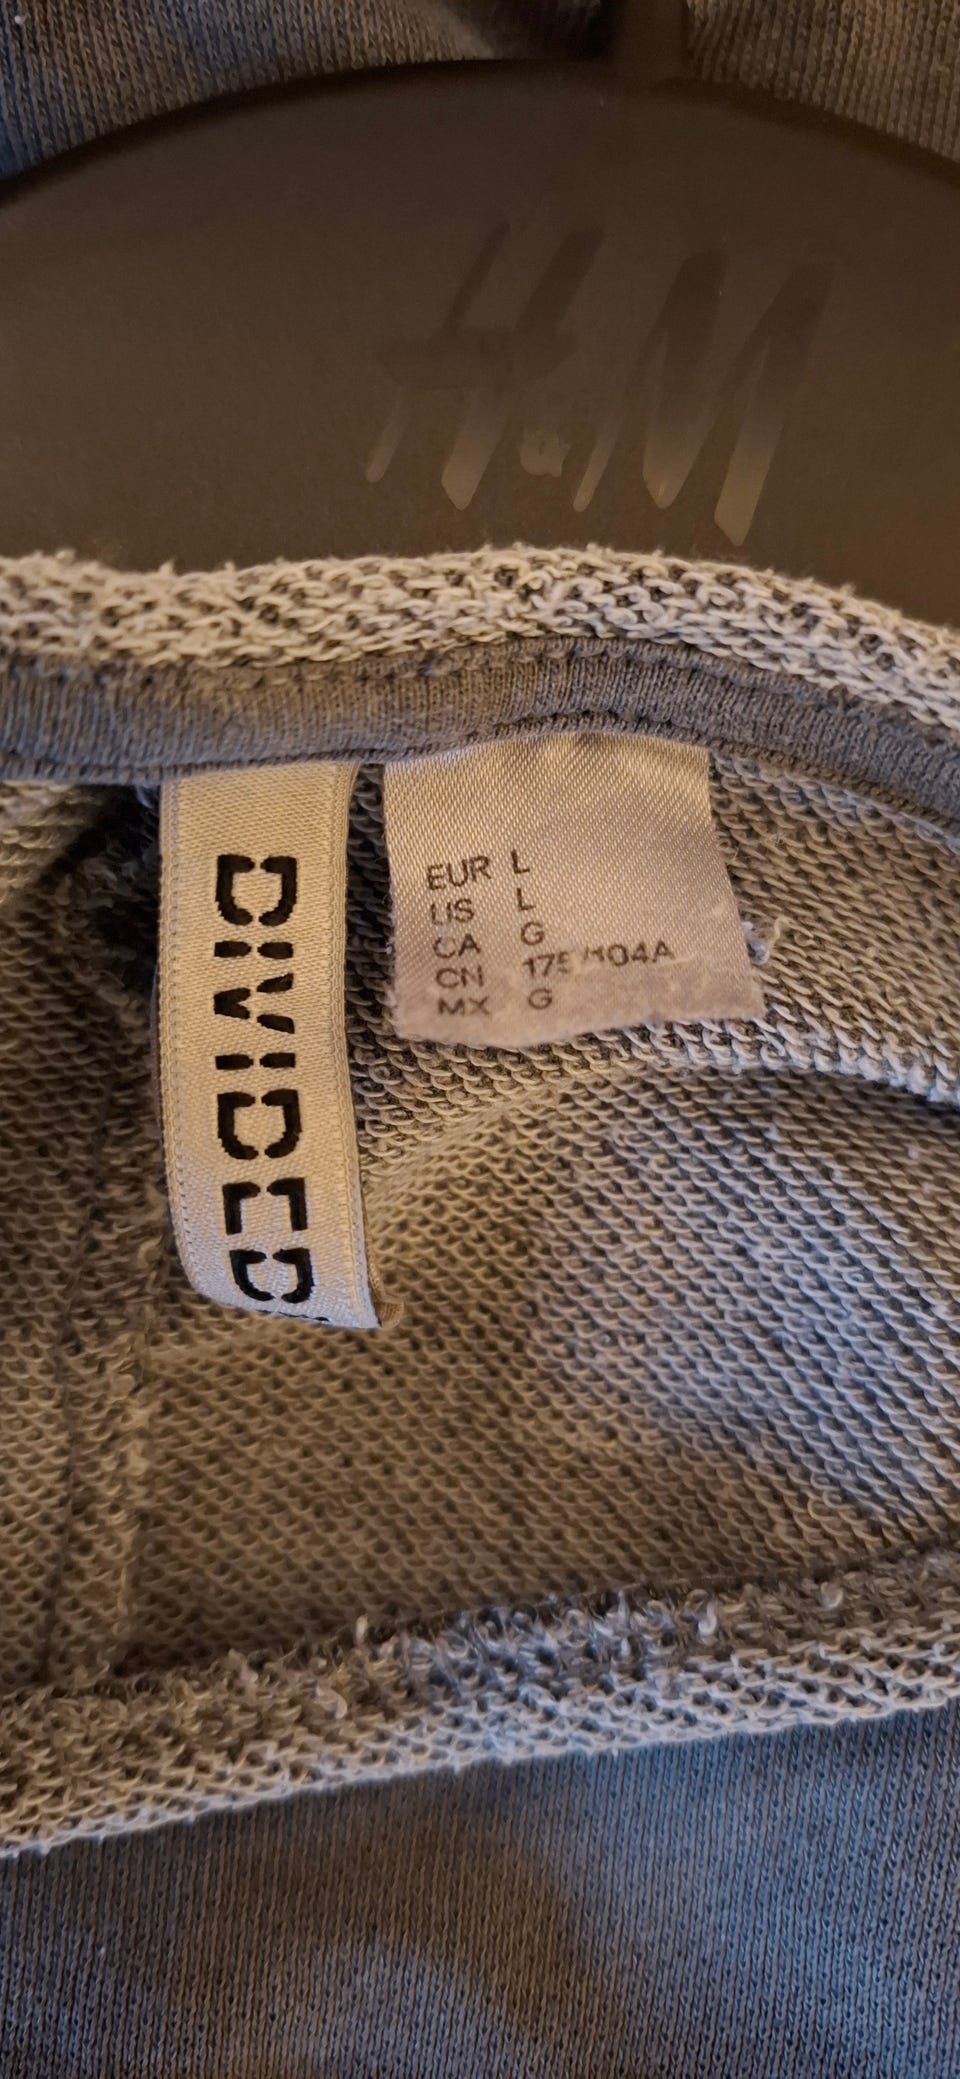 H&M
DIVIDED
EUR L
US L
CA G
CN 175/104A
MX G